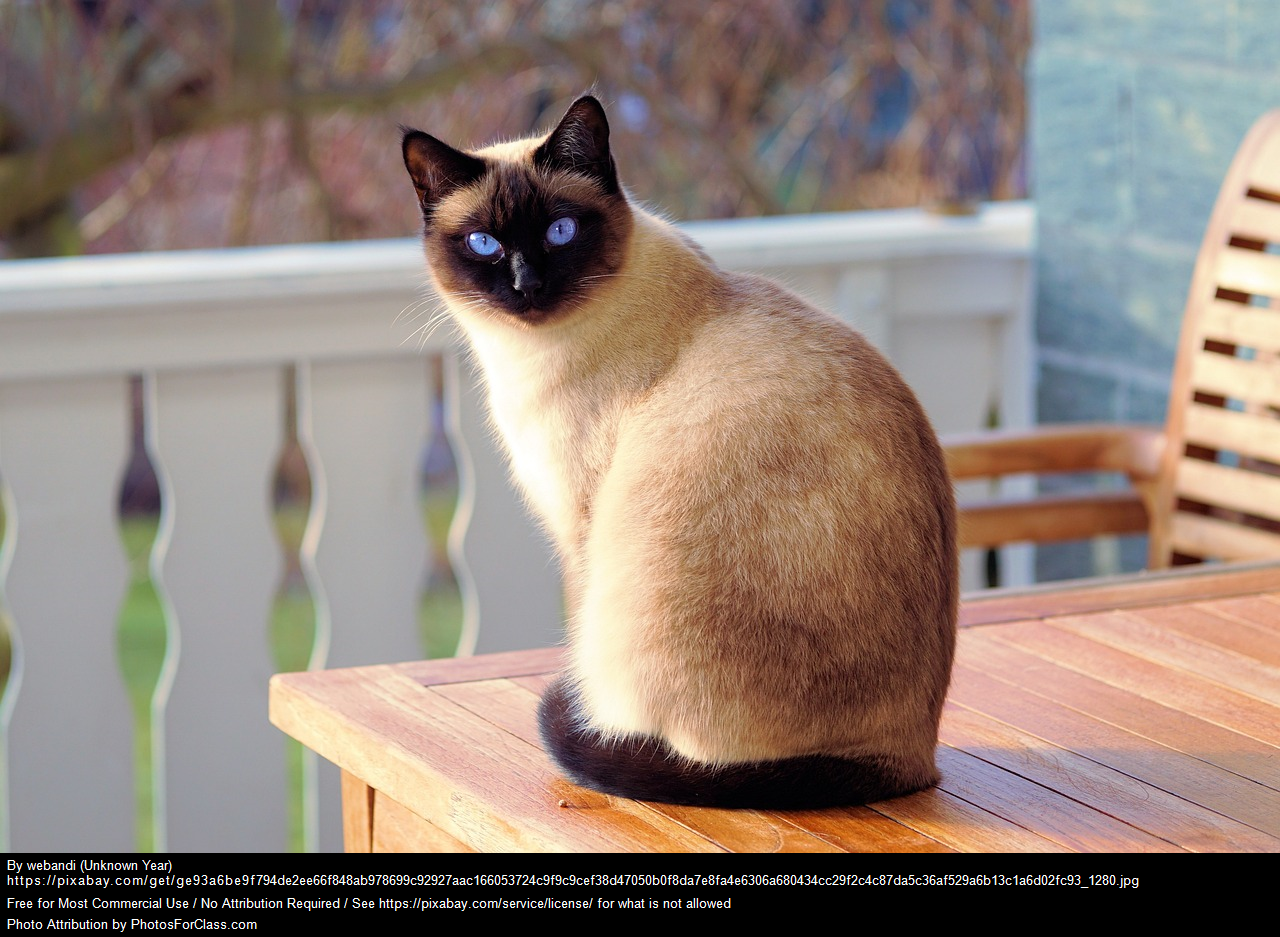 By webandi (Unknown Year)
https://pixabay.com/get/ge93a6be9f794de2ee66f848ab978699c92927aac166053724c9f9c9cef38d47050b0f8da7e8fa4e6306a680434cc29f2c4c87da5c36af529a6b13c1a6d02fc93_1280.jpg
Free for Most Commercial Use / No Attribution Required / See https://pixabay.com/service/license/ for what is not allowed
Photo Attribution by PhotosForClass.com